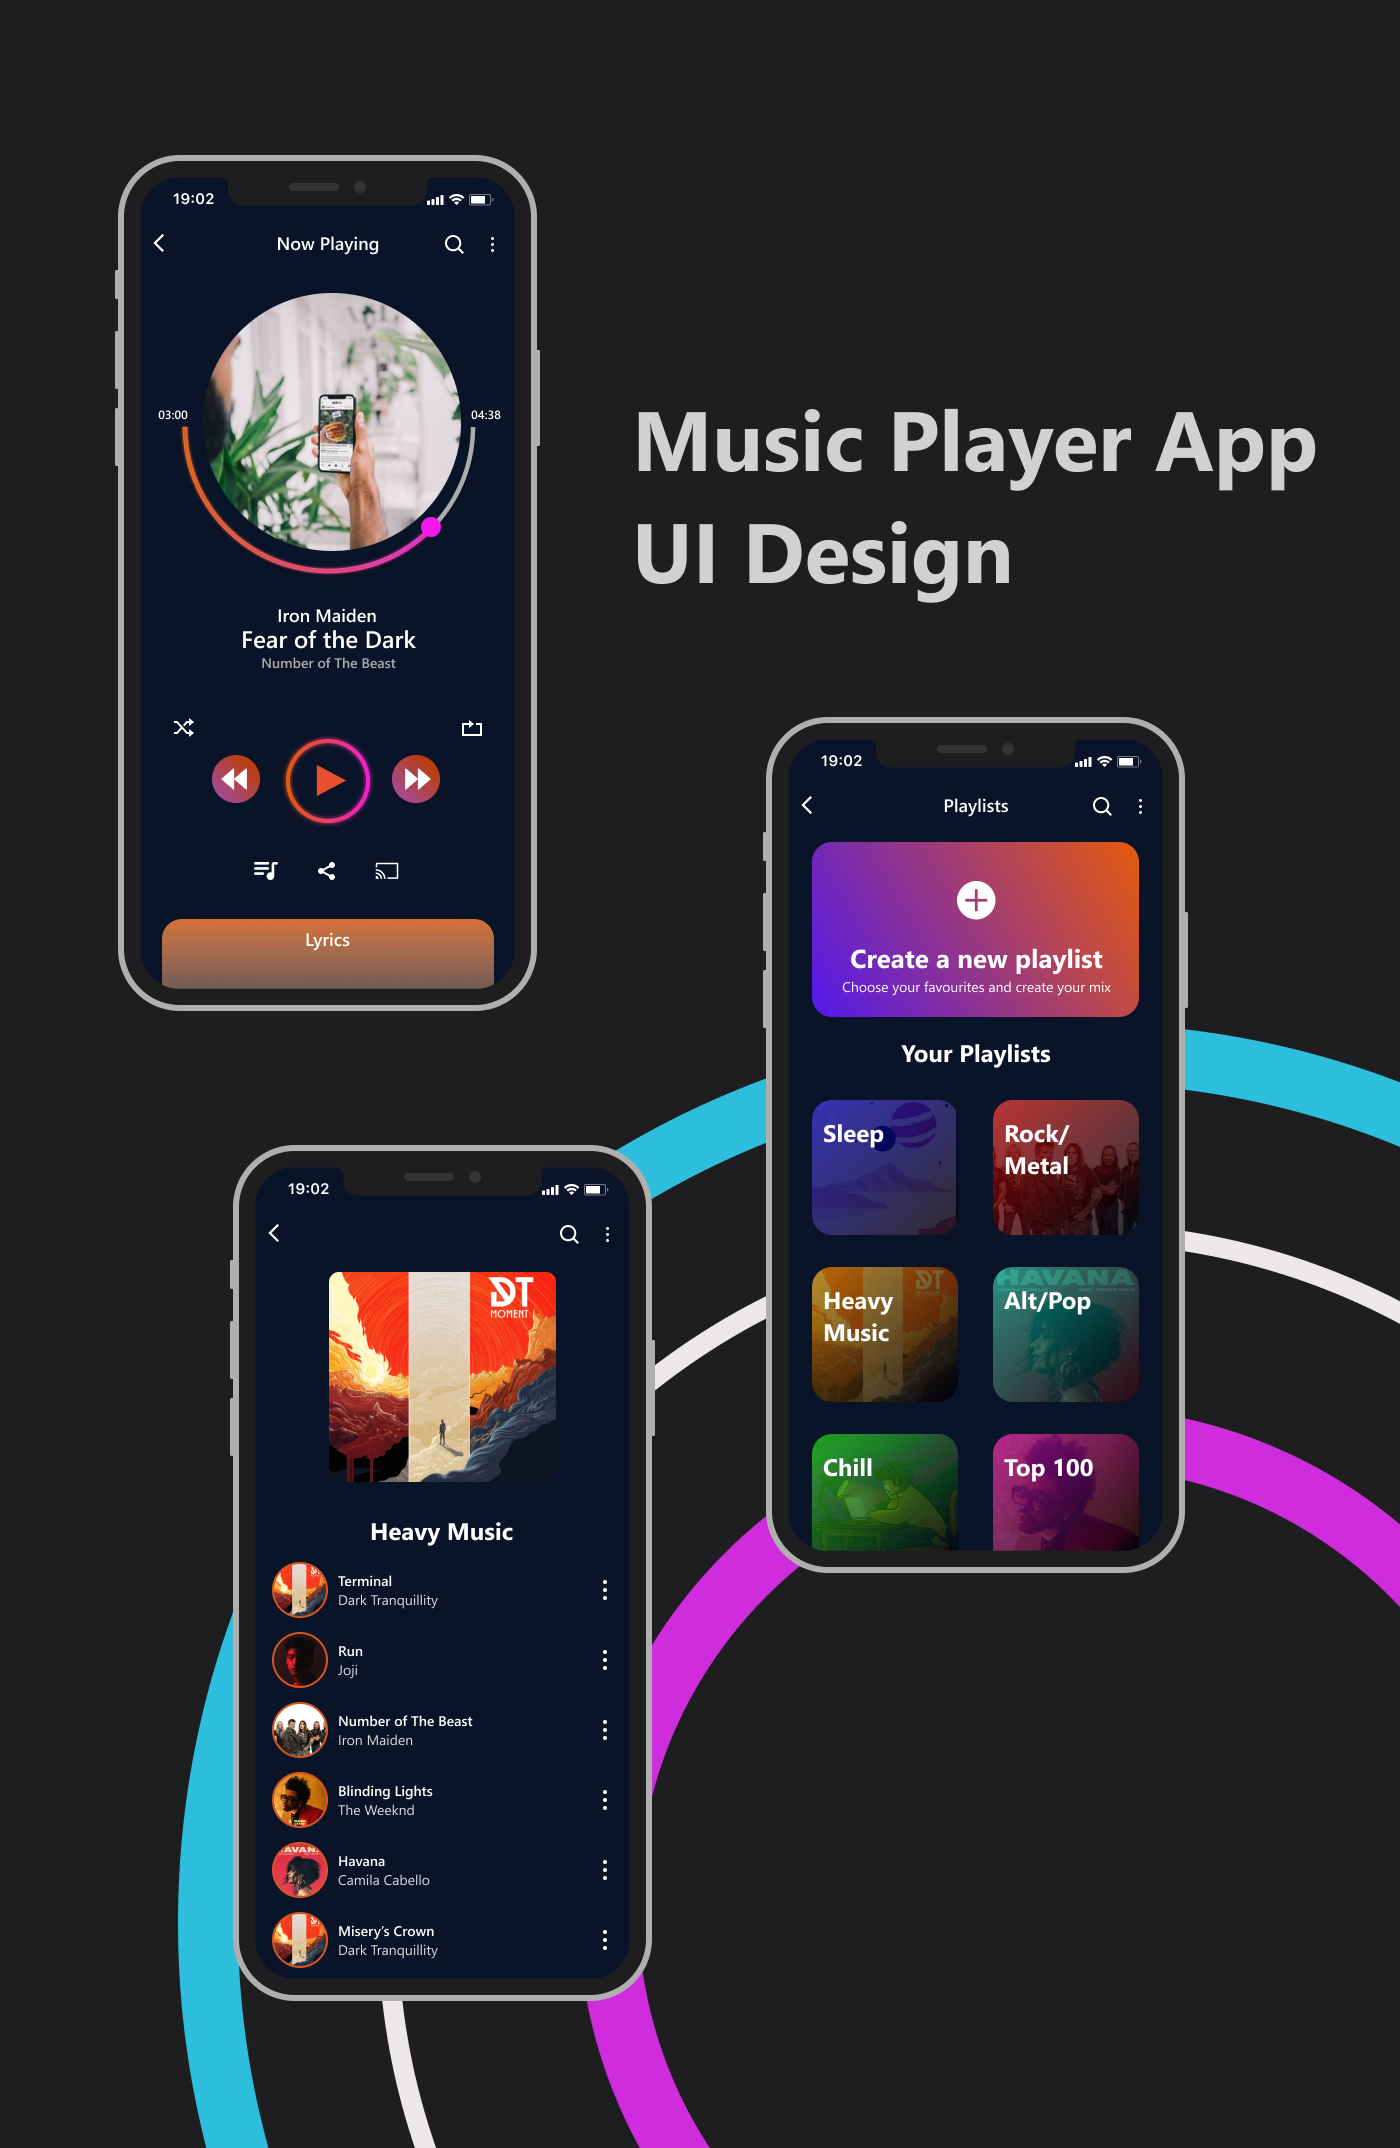 19:02
Now Playing
03:00
04:38
Iron Maiden
Fear of the Dark
Number of The Beast
Lyrics
Music Player App
UI Design
19:02
Playlists
Create a new playlist
Choose your favourites and create your mix
Your Playlists
Sleep
Rock/
Metal
HAVANA
Heavy
Music
Alt/Pop
Chill
Top 100
19:02
DT
MOMENT
Heavy Music
Terminal
Dark Tranquillity
Run
Joji
Number of The Beast
Iron Maiden
Blinding Lights
The Weeknd
Havana
Camila Cabello
Misery's Crown
Dark Tranquillity